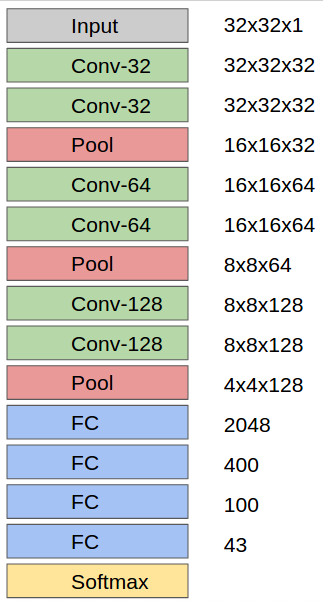 Input 32x32x1
Conv-32 32x32x32
Conv-32 32x32x32
Pool 16x16x32
Conv-64 16x16x64
Conv-64 16x16x64
Pool 8x8x64
Conv-128 8x8x128
Conv-128 8x8x128
Pool 4x4x128
FC 2048
FC 400
FC 100
FC 43
Softmax